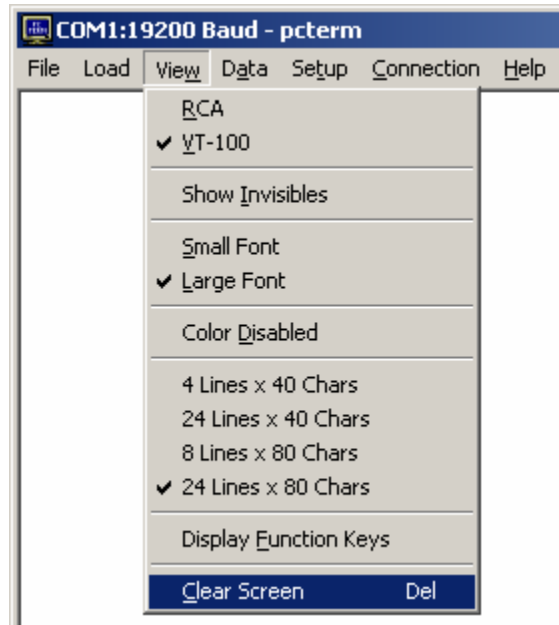 COM1:19200 Baud - pcterm
File Load View Data Setup Connection Help
RCA
✔ VT-100
Show Invisibles
Small Font
✔ Large Font
Color Disabled
4 Lines x 40 Chars
24 Lines x 40 Chars
8 Lines x 80 Chars
✔ 24 Lines x 80 Chars
Display Function Keys
Clear Screen Del